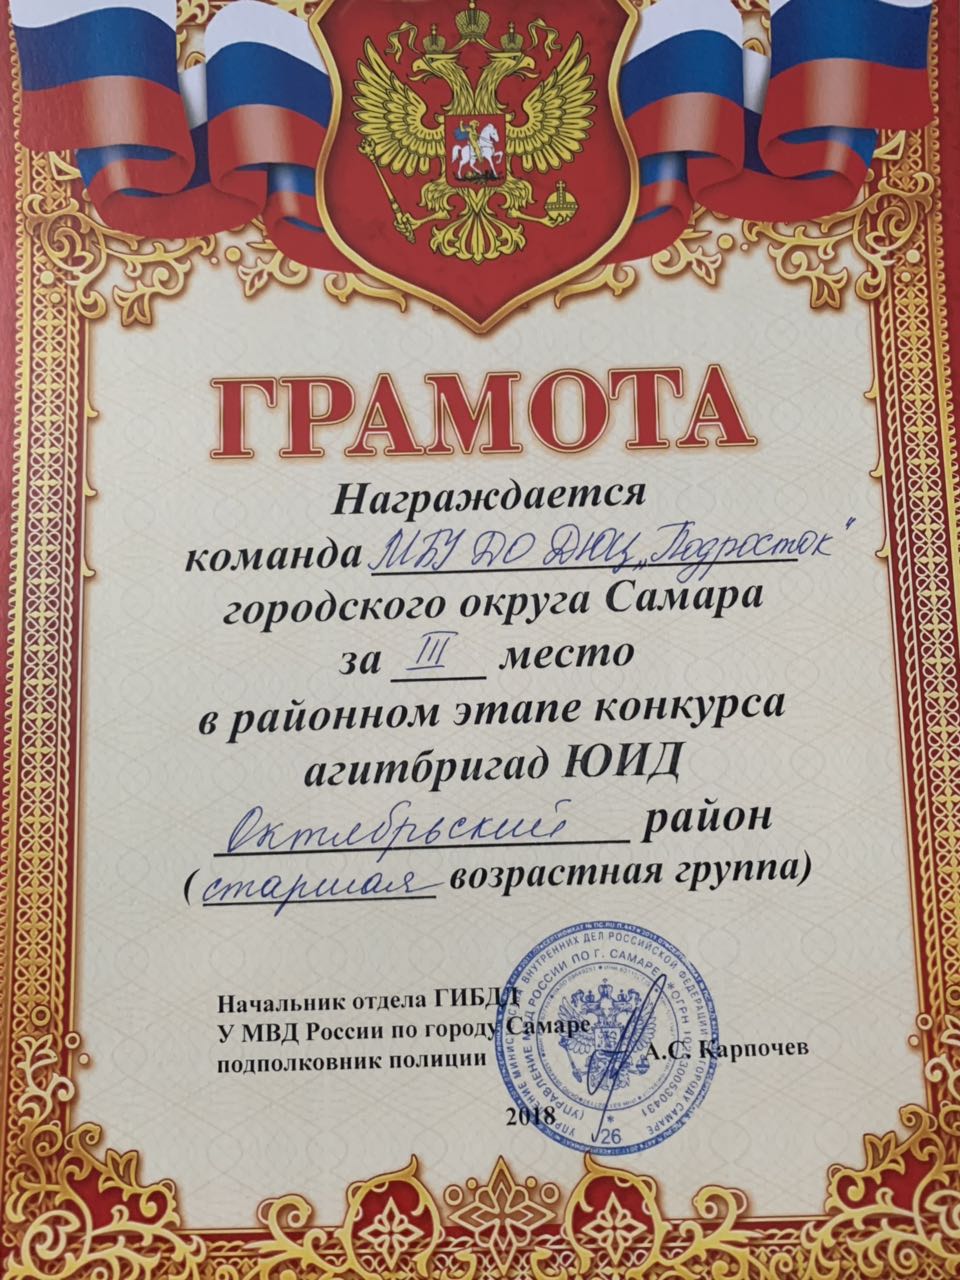 ГРАМОТА
Награждается
команда МБУ ДО ДЮЦ „Подросток"
городского округа Самара
за III место
в районном этапе конкурса
агитбригад ЮИД
Октябрьский район
(старшая возрастная группа)
Начальник отдела ГИБДД
У МВД России по городу Самаре
подполковник полиции А.С. Карпочев
2018
26